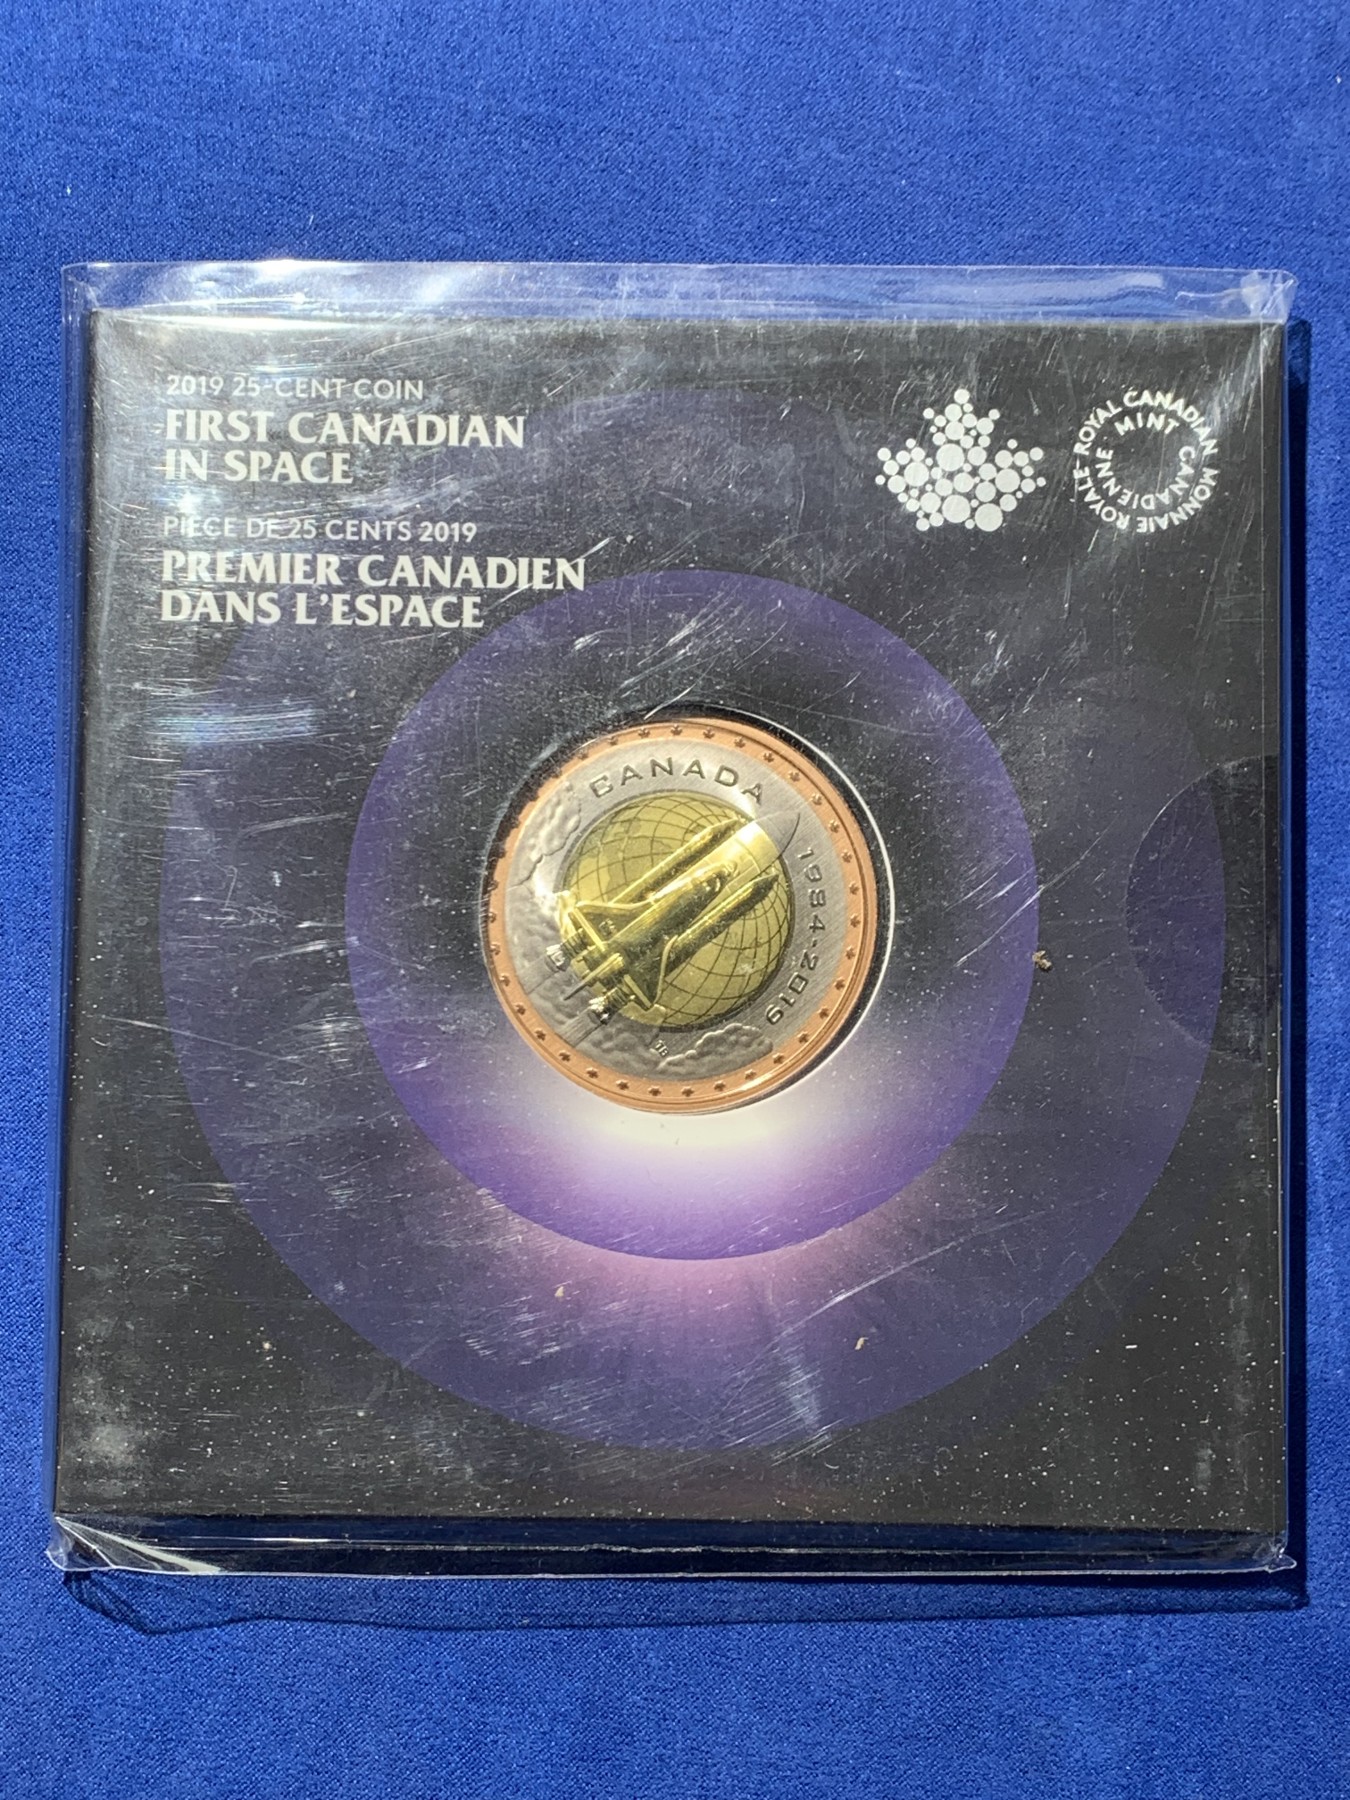 2019 25-CENT COIN
FIRST CANADIAN
IN SPACE
PIÈCE DE 25 CENTS 2019
PREMIER CANADIEN
DANS L'ESPACE
ROYAL CANADIAN MINT
MONNAIE ROYALE CANADIENNE
CANADA
1984-2019